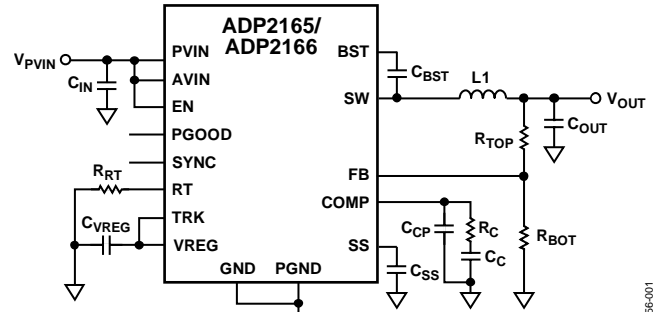 ADP2165/
ADP2166
VPVIN
CIN
PVIN
AVIN
EN
PGOOD
SYNC
RRT
RT
CVREG
TRK
VREG
GND
PGND
BST
CBST
SW
L1
VOUT
COUT
RTOP
FB
COMP
CCP
RC
CC
RBOT
SS
CSS
66-001